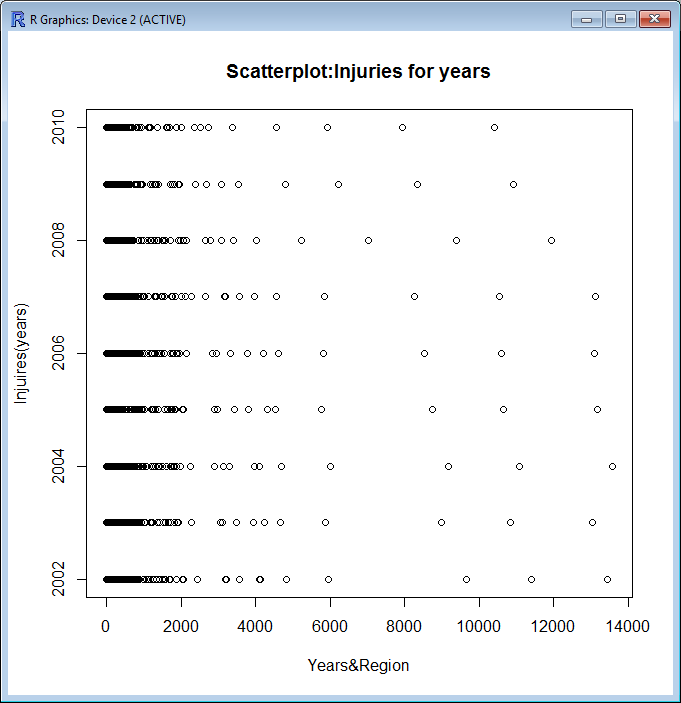 R Graphics: Device 2 (ACTIVE)
Scatterplot:Injuries for years
2010
2008
2006
2004
2002
Injuires(years)
0 2000 4000 6000 8000 10000 12000 14000
Years&Region